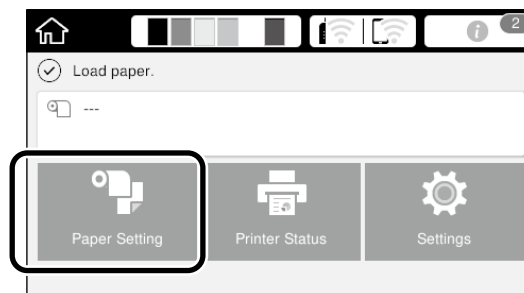 2
Load paper.
---
Paper Setting
Printer Status
Settings